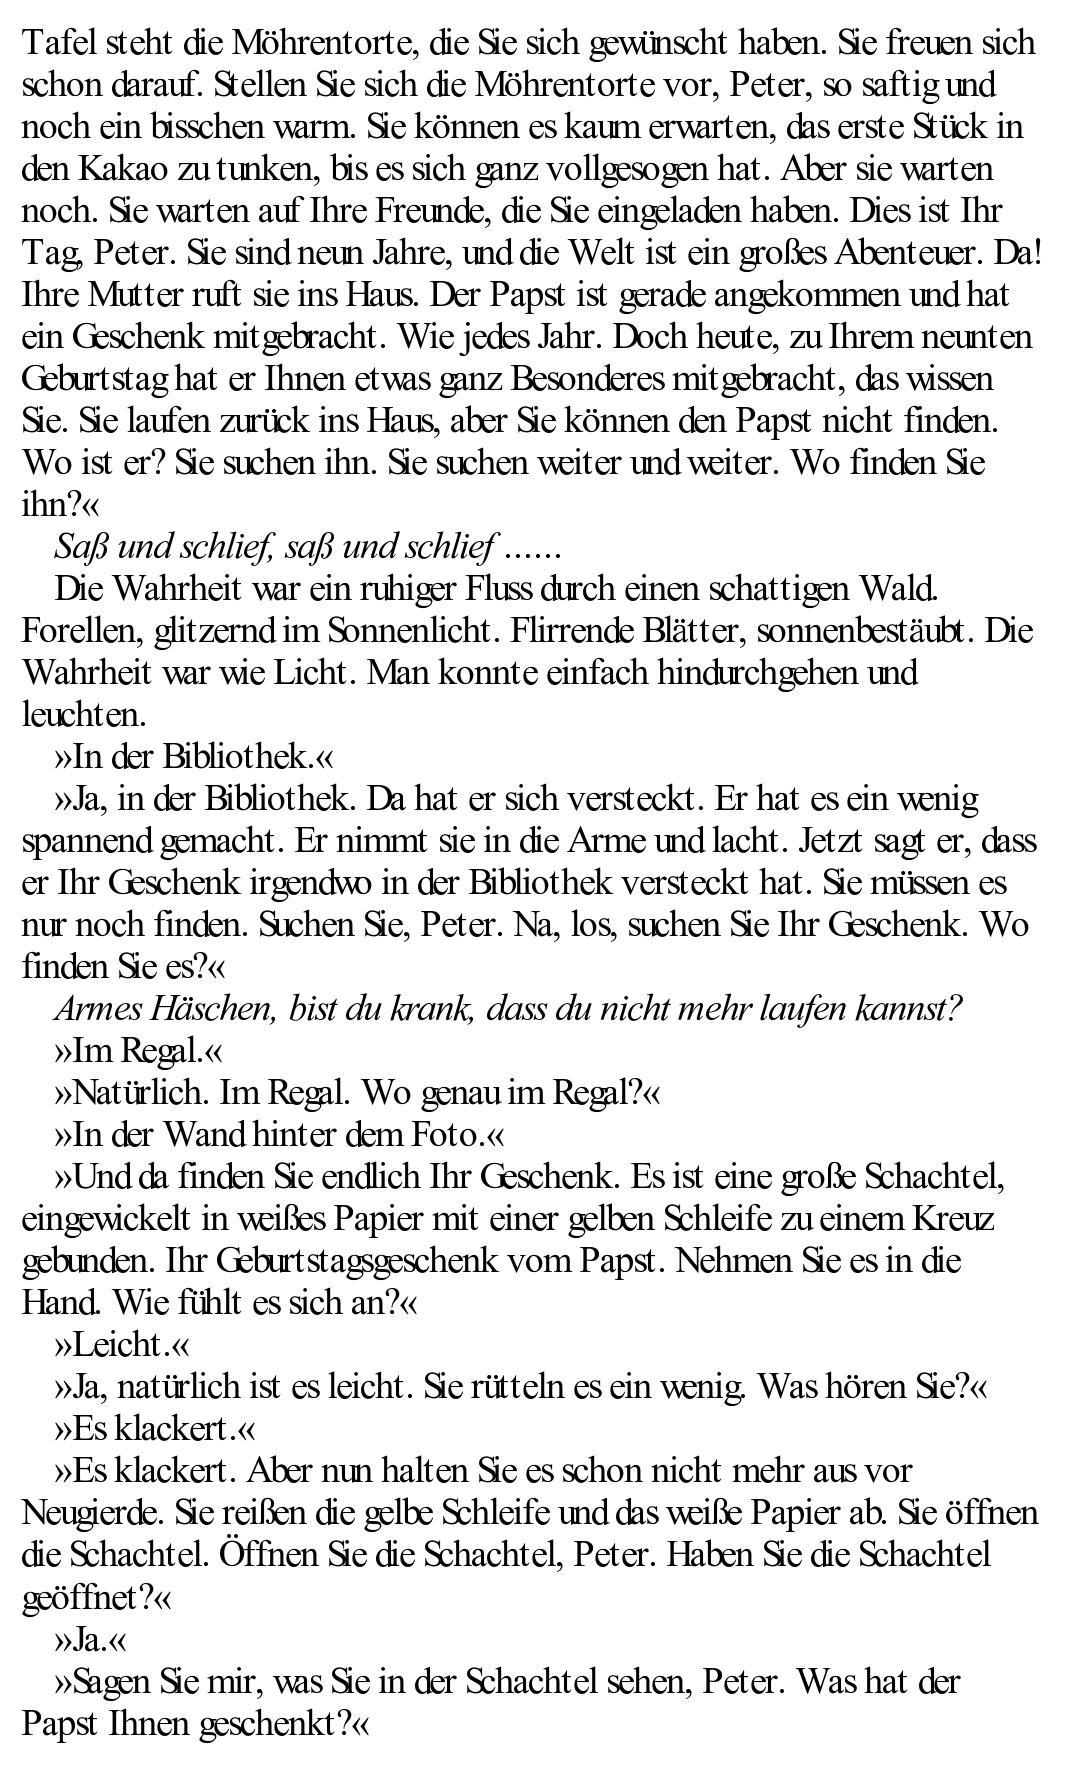 Tafel steht die Möhrentorte, die Sie sich gewünscht haben. Sie freuen sich
schon darauf. Stellen Sie sich die Möhrentorte vor, Peter, so saftig und
noch ein bisschen warm. Sie können es kaum erwarten, das erste Stück in
den Kakao zu tunken, bis es sich ganz vollgesogen hat. Aber sie warten
noch. Sie warten auf Ihre Freunde, die Sie eingeladen haben. Dies ist Ihr
Tag, Peter. Sie sind neun Jahre, und die Welt ist ein großes Abenteuer. Da!
Ihre Mutter ruft sie ins Haus. Der Papst ist gerade angekommen und hat
ein Geschenk mitgebracht. Wie jedes Jahr. Doch heute, zu Ihrem neunten
Geburtstag hat er Ihnen etwas ganz Besonderes mitgebracht, das wissen
Sie. Sie laufen zurück ins Haus, aber Sie können den Papst nicht finden.
Wo ist er? Sie suchen ihn. Sie suchen weiter und weiter. Wo finden Sie
ihn?«
Saß und schlief, saß und schlief ......
Die Wahrheit war ein ruhiger Fluss durch einen schattigen Wald.
Forellen, glitzernd im Sonnenlicht. Flirrende Blätter, sonnenbestäubt. Die
Wahrheit war wie Licht. Man konnte einfach hindurchgehen und
leuchten.
»In der Bibliothek.«
»Ja, in der Bibliothek. Da hat er sich versteckt. Er hat es ein wenig
spannend gemacht. Er nimmt sie in die Arme und lacht. Jetzt sagt er, dass
er Ihr Geschenk irgendwo in der Bibliothek versteckt hat. Sie müssen es
nur noch finden. Suchen Sie, Peter. Na, los, suchen Sie Ihr Geschenk. Wo
finden Sie es?«
Armes Häschen, bist du krank, dass du nicht mehr laufen kannst?
»Im Regal.«
»Natürlich. Im Regal. Wo genau im Regal?«
»In der Wand hinter dem Foto.«
»Und da finden Sie endlich Ihr Geschenk. Es ist eine große Schachtel,
eingewickelt in weißes Papier mit einer gelben Schleife zu einem Kreuz
gebunden. Ihr Geburtstagsgeschenk vom Papst. Nehmen Sie es in die
Hand. Wie fühlt es sich an?«
»Leicht.«
»Ja, natürlich ist es leicht. Sie rütteln es ein wenig. Was hören Sie?«
»Es klackert.«
»Es klackert. Aber nun halten Sie es schon nicht mehr aus vor
Neugierde. Sie reißen die gelbe Schleife und das weiße Papier ab. Sie öffnen
die Schachtel. Öffnen Sie die Schachtel, Peter. Haben Sie die Schachtel
geöffnet?«
»Ja.«
»Sagen Sie mir, was Sie in der Schachtel sehen, Peter. Was hat der
Papst Ihnen geschenkt?«